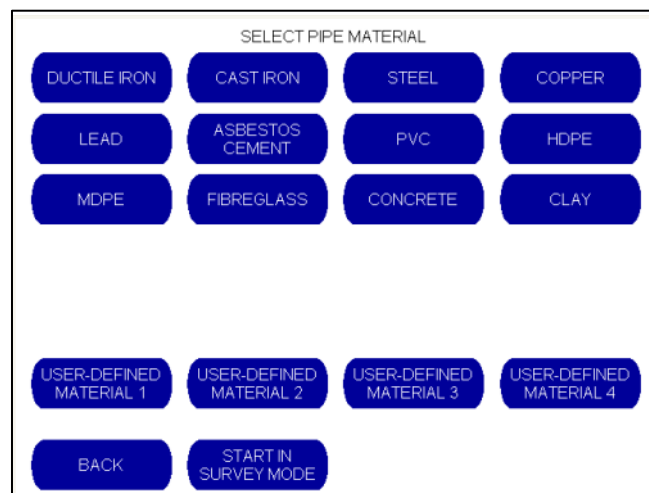 SELECT PIPE MATERIAL
DUCTILE IRON
CAST IRON
STEEL
COPPER
LEAD
ASBESTOS
CEMENT
PVC
HDPE
MDPE
FIBREGLASS
CONCRETE
CLAY
USER-DEFINED
MATERIAL 1
USER-DEFINED
MATERIAL 2
USER-DEFINED
MATERIAL 3
USER-DEFINED
MATERIAL 4
BACK
START IN
SURVEY MODE